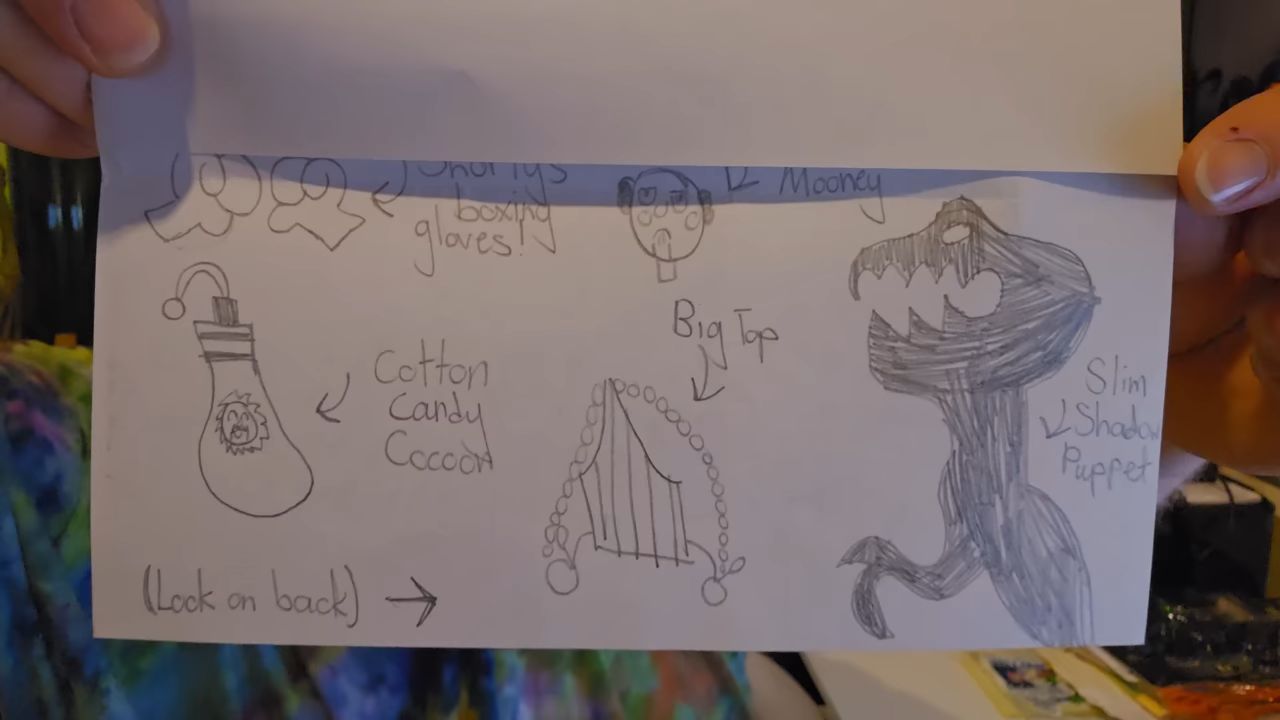 Shorty's
boxing
gloves!
Mooney
Big Top
Cotton
Candy
Cocoon
Slim
Shadow
Puppet
(Look on back)